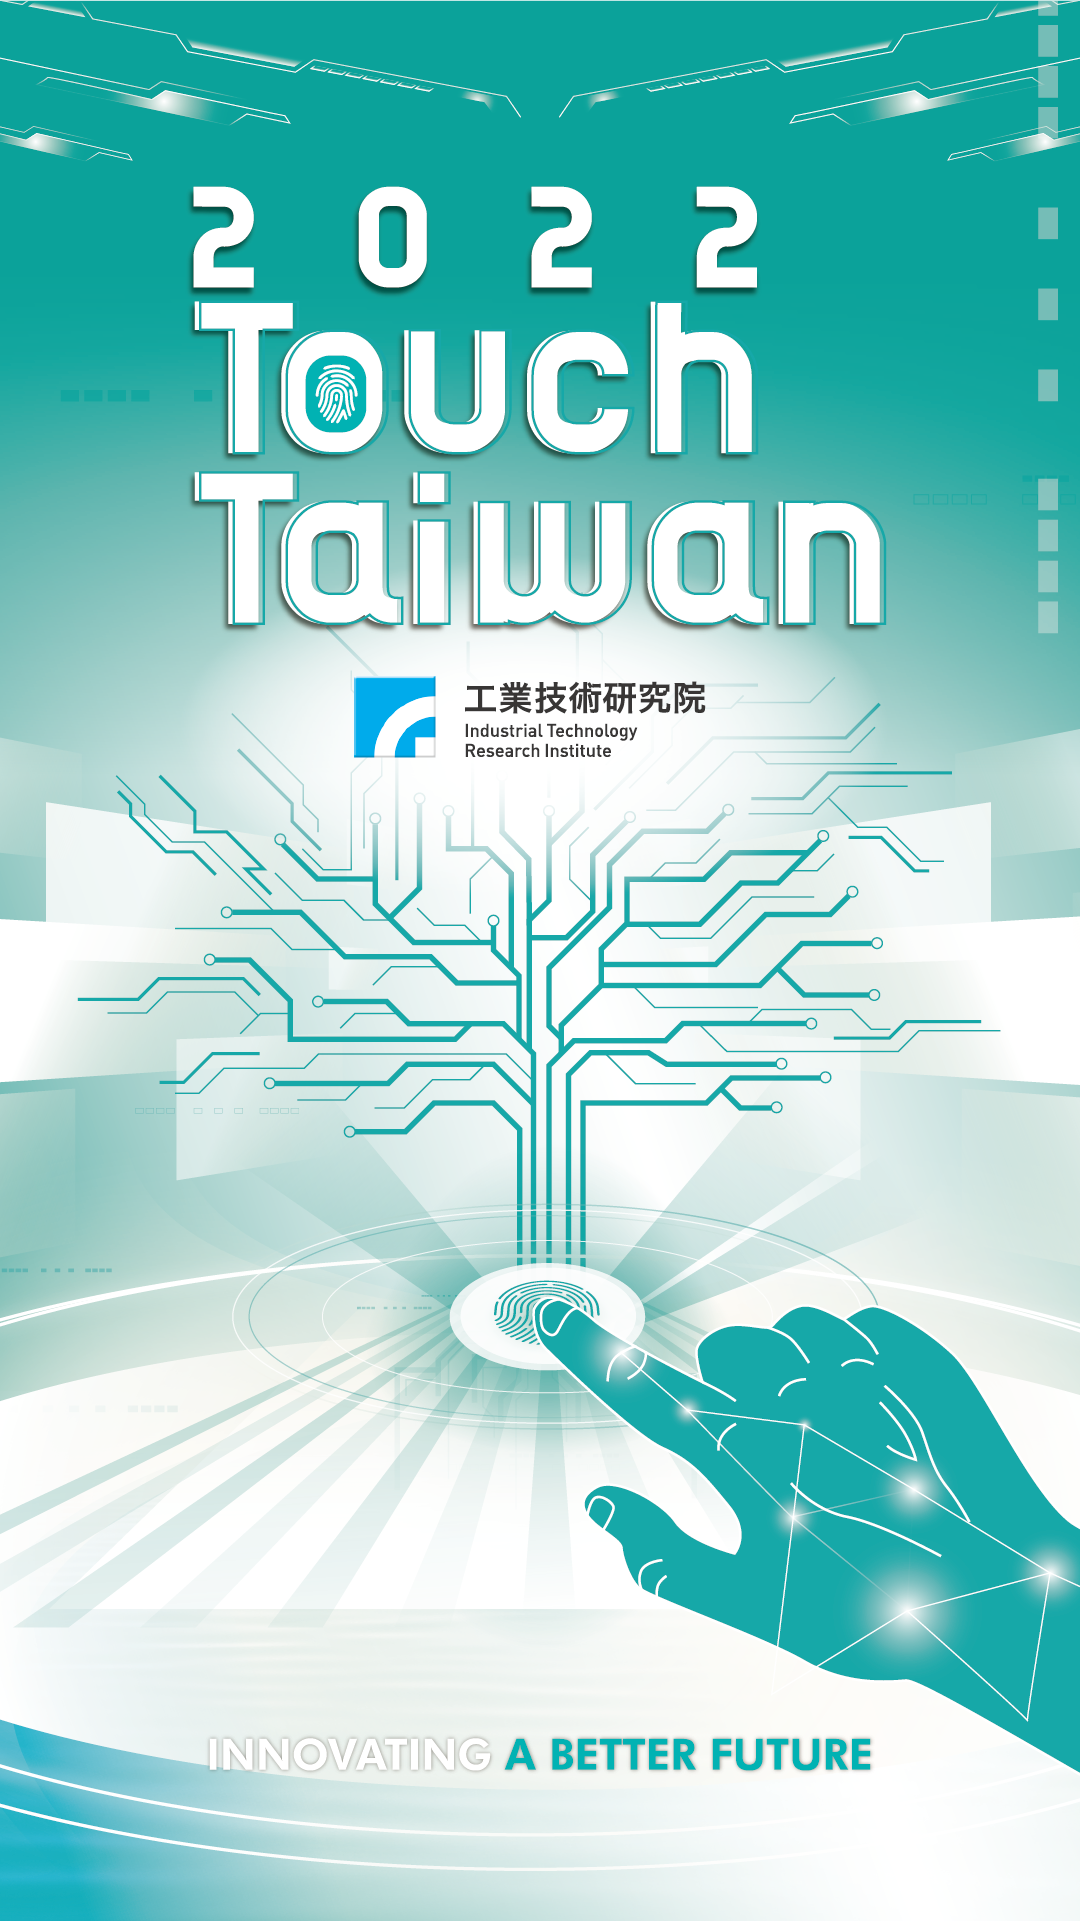 2022
Touch
Taiwan
工業技術研究院
Industrial Technology
Research Institute
INNOVATING A BETTER FUTURE